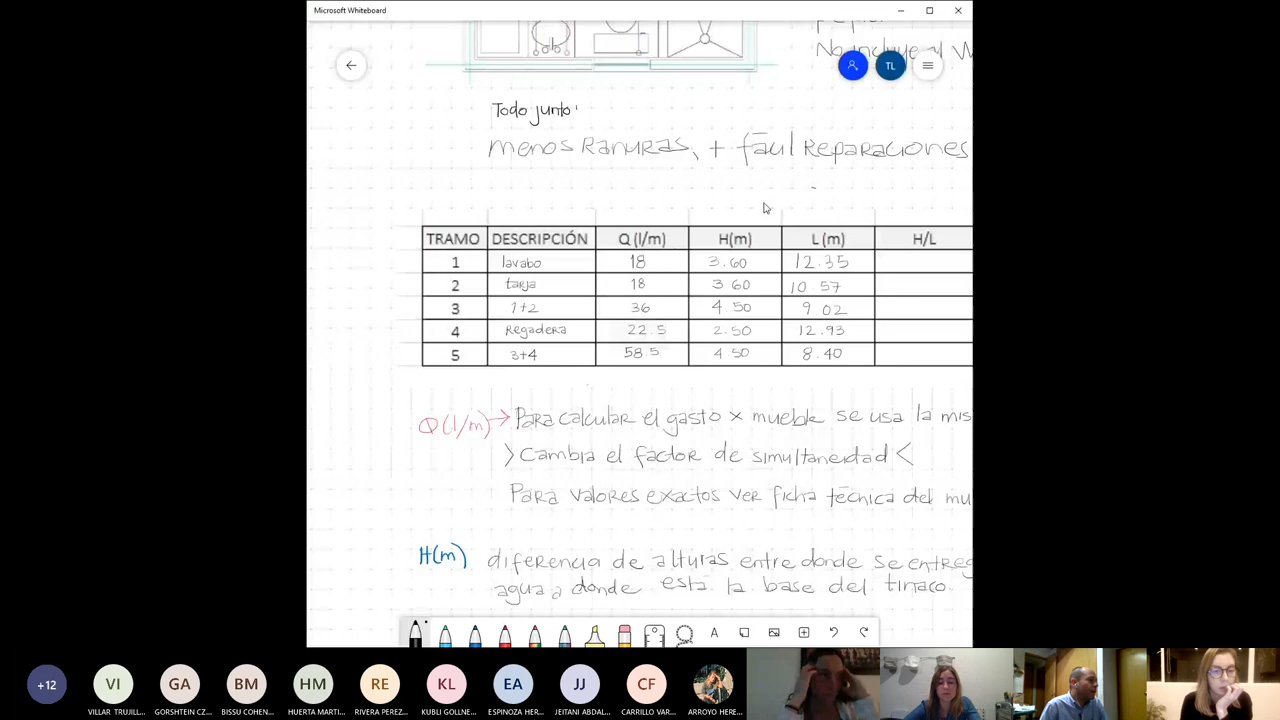 Microsoft Whiteboard
No incluye al W
TL
Todo junto
menos Ranuras, + fácil Reparaciones
TRAMO DESCRIPCIÓN Q (l/m) H(m) L (m) H/L
1 lavabo 18 3.60 12.35
2 tarja 18 3 60 10.57
3 1+2 36 4.50 9.02
4 Regadera 22.5 2.50 12.93
5 3+4 58.5 4.50 8.40
Q(l/m) → Para calcular el gasto x mueble se usa la mis
> Cambia el factor de simultaneidad <
Para valores exactos ver ficha técnica del mu
H(m) diferencia de alturas entre donde se entreg
agua a donde está la base del tinaco
A
+12 VI GA BM HM RE KL EA JJ CF
VILLAR TRUJILL... GORSHTEIN CZ... BISSU COHEN... HUERTA MARTI... RIVERA PEREZ... KUBLI GOLLNE... ESPINOZA HER... JEITANI ABDAL... CARRILLO VAR... ARROYO HERE...